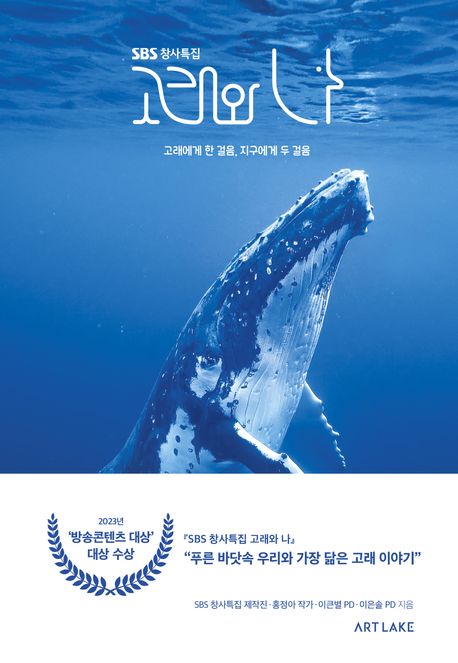 SBS 창사특집
고래와 나
고래에게 한 걸음, 지구에게 두 걸음
2023년
‘방송콘텐츠 대상’
대상 수상
『SBS 창사특집 고래와 나』
“푸른 바닷속 우리와 가장 닮은 고래 이야기”
SBS 창사특집 제작진·홍정아 작가·이큰별 PD·이은솔 PD 지음
ARTLAKE